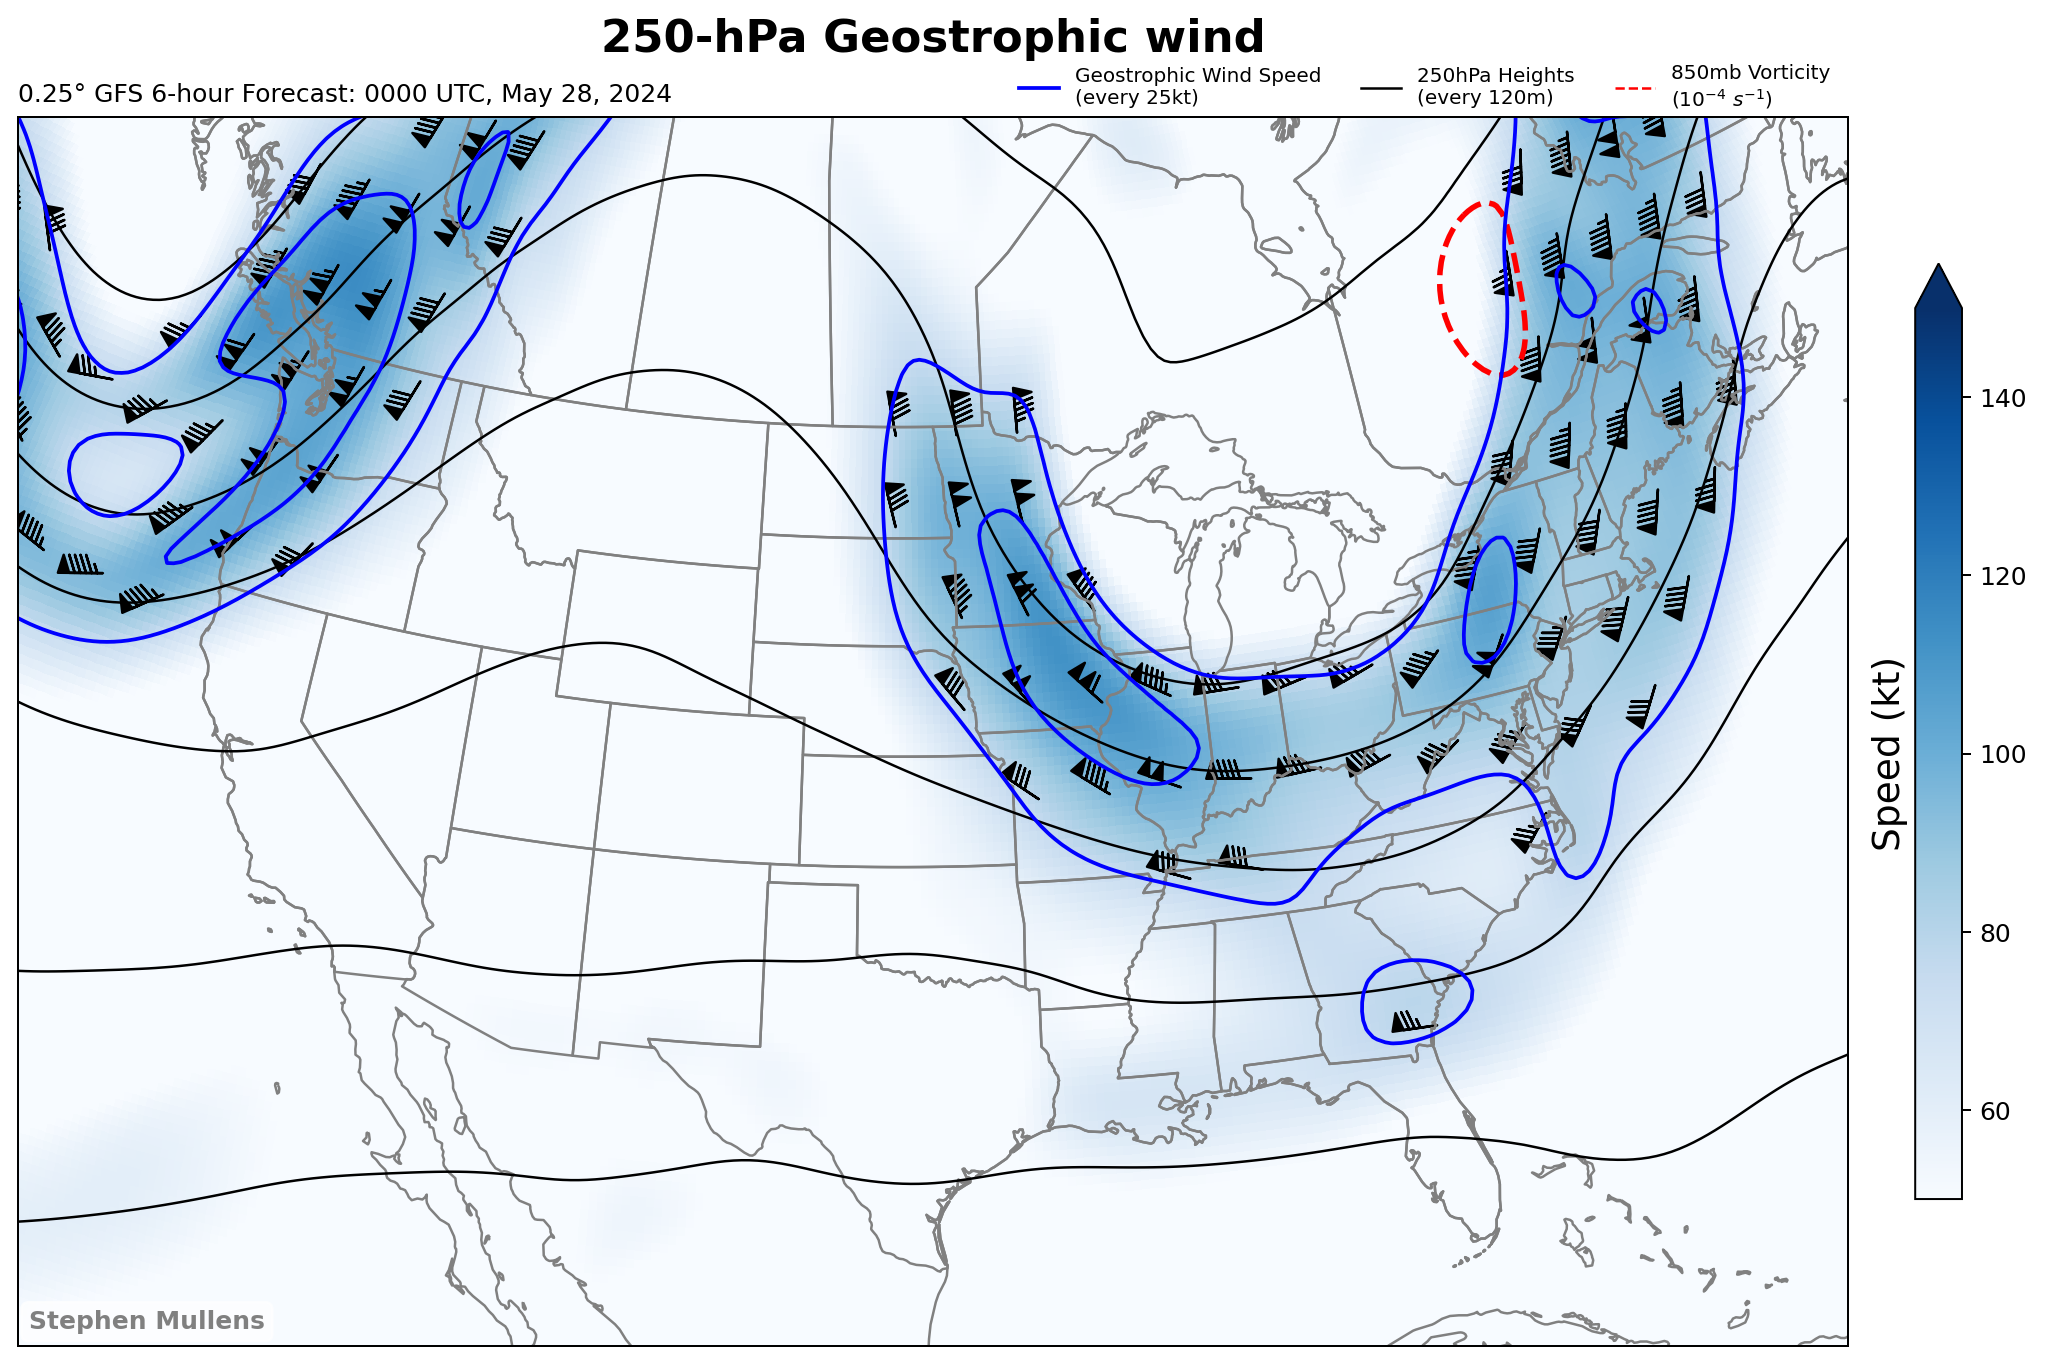 250-hPa Geostrophic wind
0.25° GFS 6-hour Forecast: 0000 UTC, May 28, 2024
Geostrophic Wind Speed
(every 25kt)
250hPa Heights
(every 120m)
850mb Vorticity
(10⁻⁴ s⁻¹)
140
120
100
80
60
Speed (kt)
Stephen Mullens